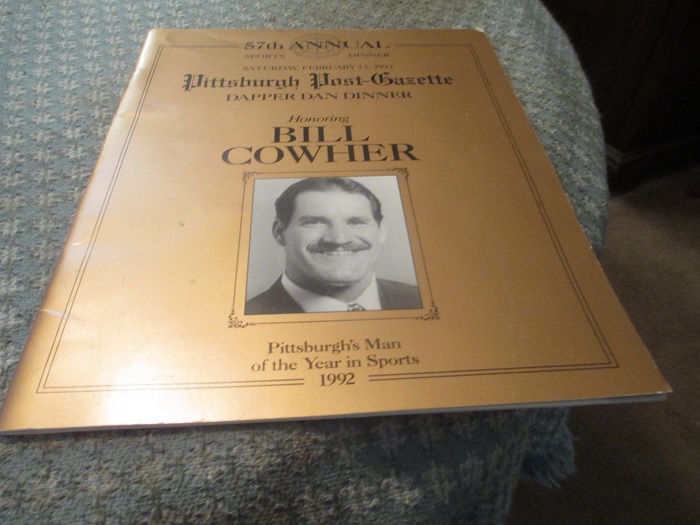 57th ANNUAL
SPORTS DINNER
SATURDAY, FEBRUARY 13, 1993
Pittsburgh Post-Gazette
DAPPER DAN DINNER
Honoring
BILL
COWHER
Pittsburgh's Man
of the Year in Sports
1992